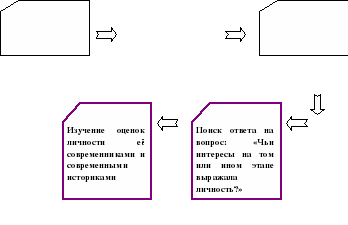 Изучение оценок
личности её
современниками и
современными
историками
Поиск ответа на
вопрос: «Чьи
интересы на том
или ином этапе
выражала
личность?»